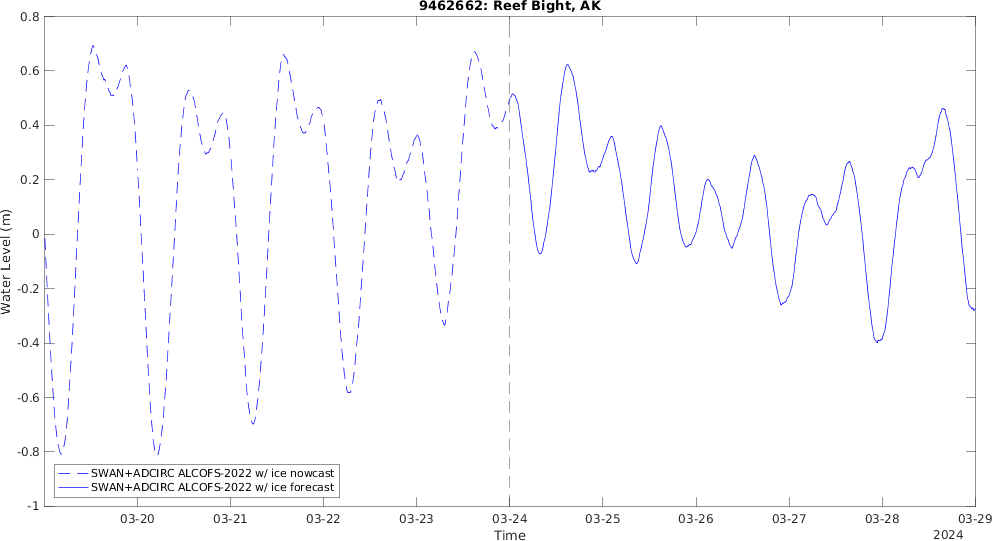 9462662: Reef Bight, AK
Water Level (m)
0.8
0.6
0.4
0.2
0
-0.2
-0.4
-0.6
-0.8
-1
SWAN+ADCIRC ALCOFS-2022 w/ ice nowcast
SWAN+ADCIRC ALCOFS-2022 w/ ice forecast
03-20 03-21 03-22 03-23 03-24 03-25 03-26 03-27 03-28 03-29
Time
2024